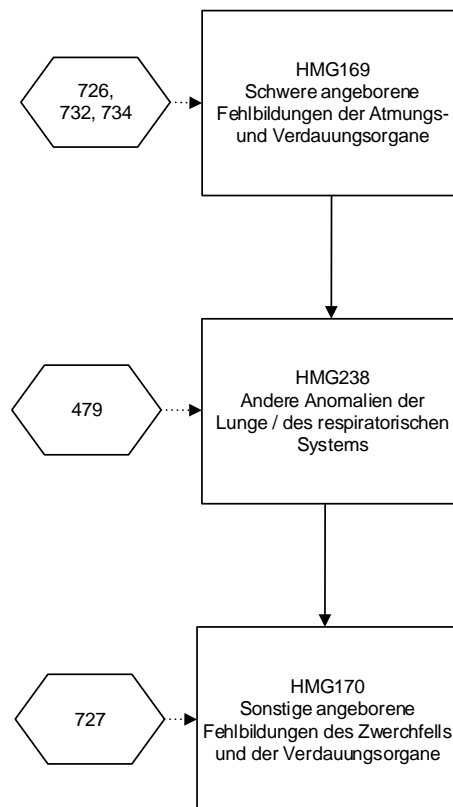 726,
732, 734
HMG169
Schwere angeborene
Fehlbildungen der Atmungs-
und Verdauungsorgane
479
HMG238
Andere Anomalien der
Lunge / des respiratorischen
Systems
727
HMG170
Sonstige angeborene
Fehlbildungen des Zwerchfells
und der Verdauungsorgane